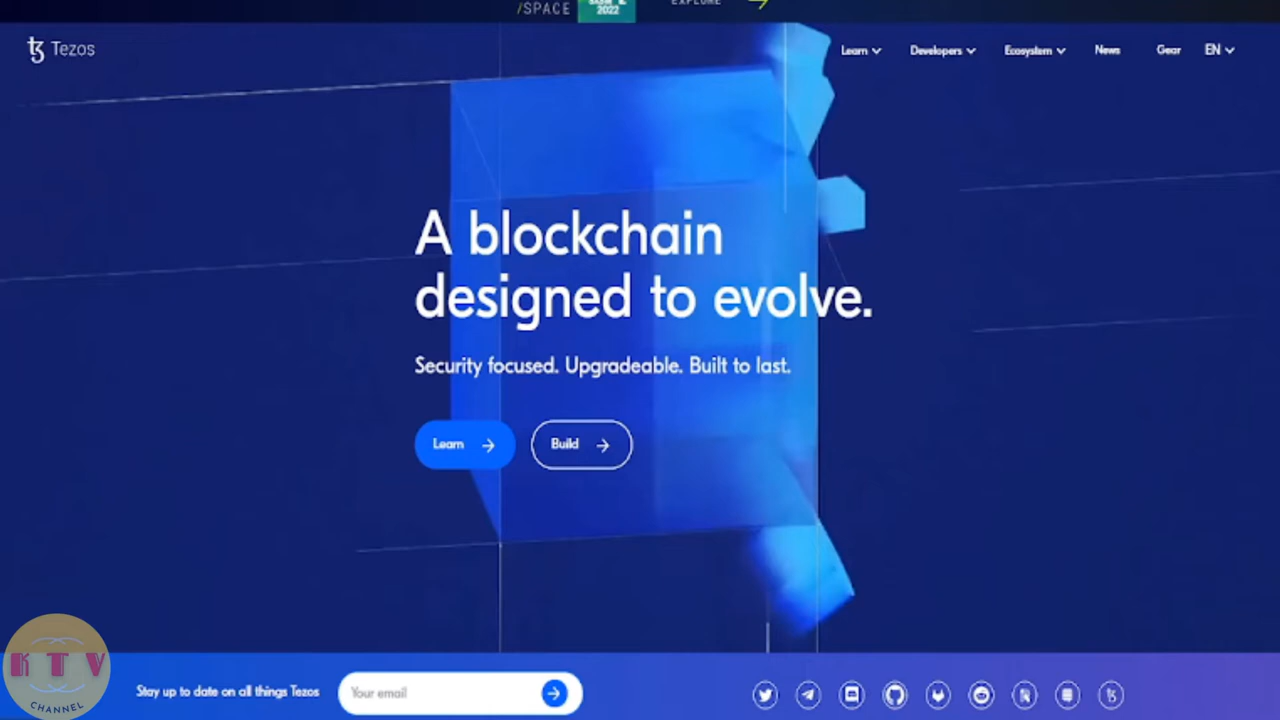 /SPACE
2022
EXPLORE
Tezos
Learn
Developers
Ecosystem
News
Gear
EN
A blockchain
designed to evolve.
Security focused. Upgradeable. Built to last.
Learn
Build
Stay up to date on all things Tezos
Your email
KTV
CHANNEL